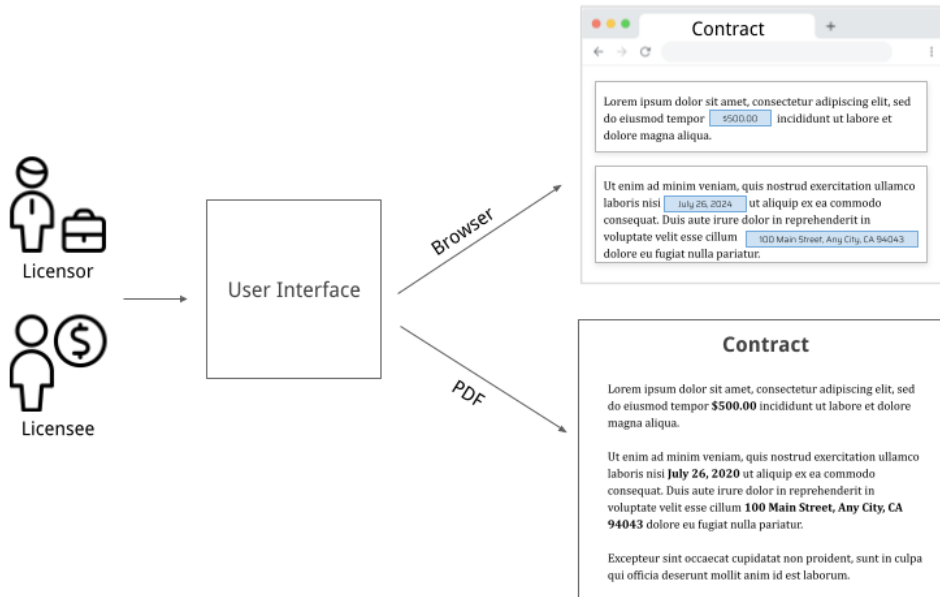 Contract
Lorem ipsum dolor sit amet, consectetur adipiscing elit, sed
do eiusmod tempor $500.00 incididunt ut labore et
dolore magna aliqua.
Ut enim ad minim veniam, quis nostrud exercitation ullamco
laboris nisi July 26, 2024 ut aliquip ex ea commodo
consequat. Duis aute irure dolor in reprehenderit in
voluptate velit esse cillum 100 Main Street, Any City, CA 94043
dolore eu fugiat nulla pariatur.
Licensor
Licensee
User Interface
Browser
PDF
Contract
Lorem ipsum dolor sit amet, consectetur adipiscing elit, sed
do eiusmod tempor $500.00 incididunt ut labore et dolore
magna aliqua.
Ut enim ad minim veniam, quis nostrud exercitation ullamco
laboris nisi July 26, 2020 ut aliquip ex ea commodo
consequat. Duis aute irure dolor in reprehenderit in
voluptate velit esse cillum 100 Main Street, Any City, CA
94043 dolore eu fugiat nulla pariatur.
Excepteur sint occaecat cupidatat non proident, sunt in culpa
qui officia deserunt mollit anim id est laborum.